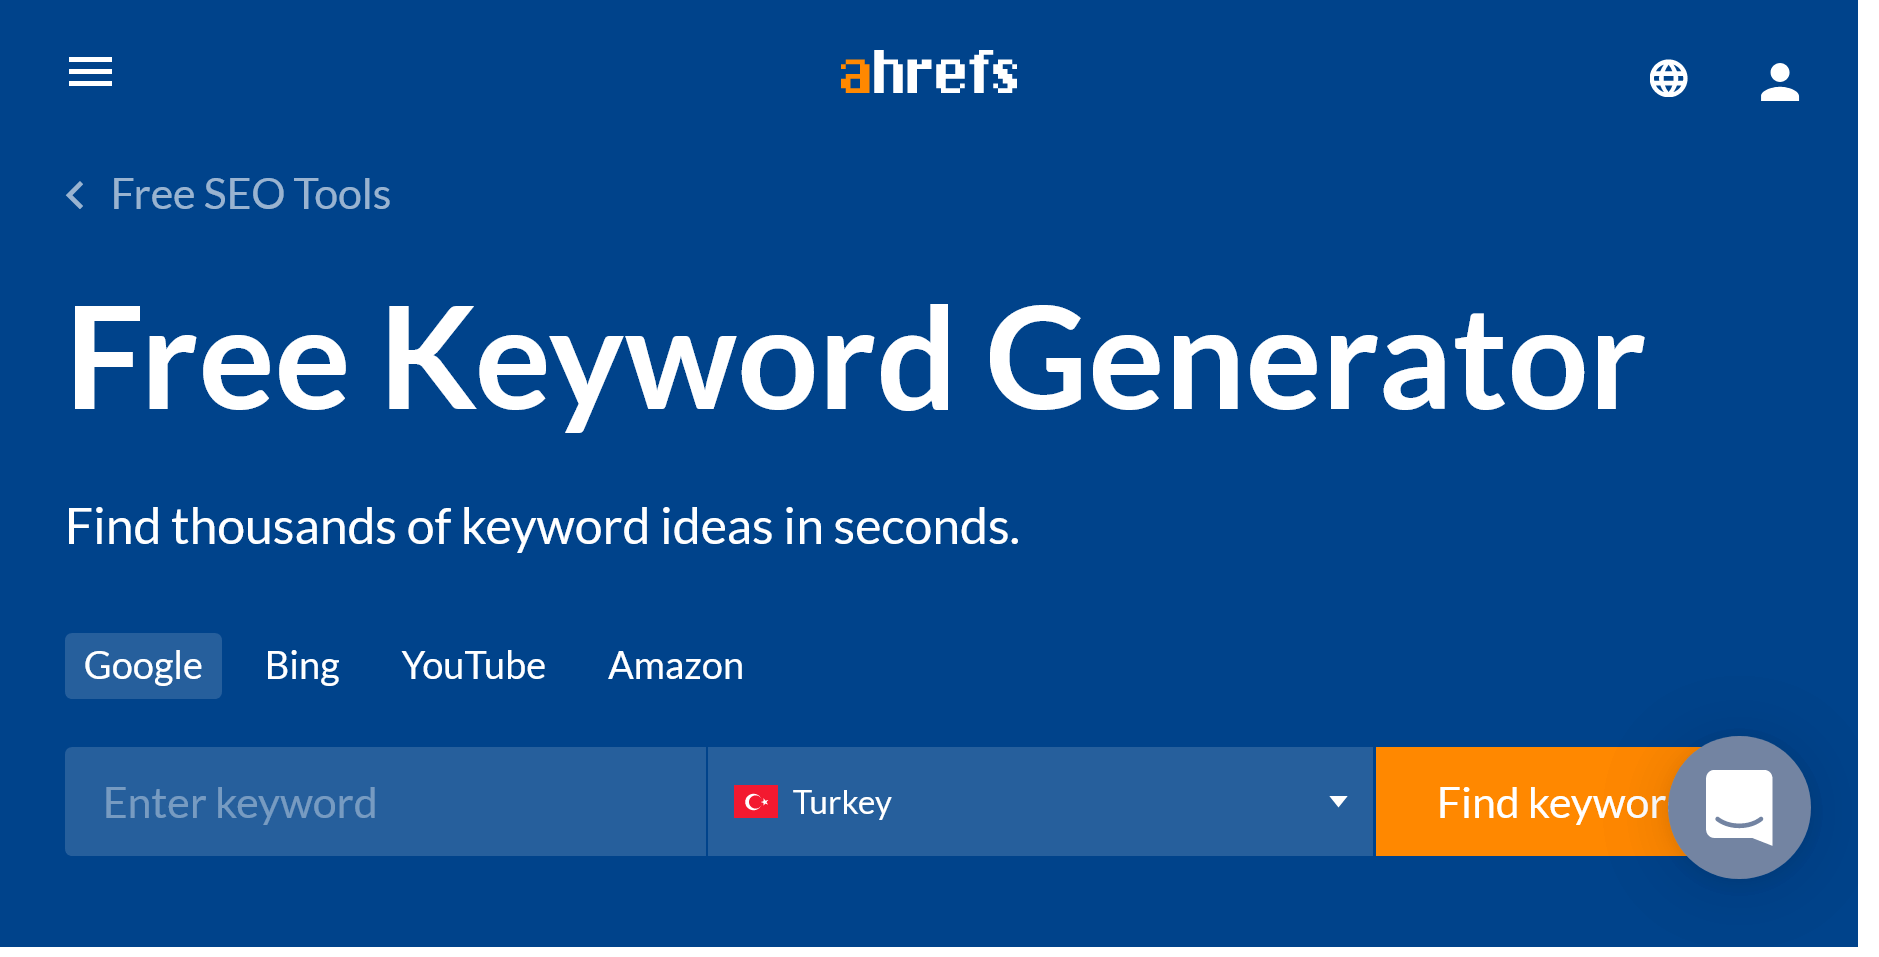 ahrefs
Free SEO Tools
Free Keyword Generator
Find thousands of keyword ideas in seconds.
Google Bing YouTube Amazon
Enter keyword Turkey Find keywor